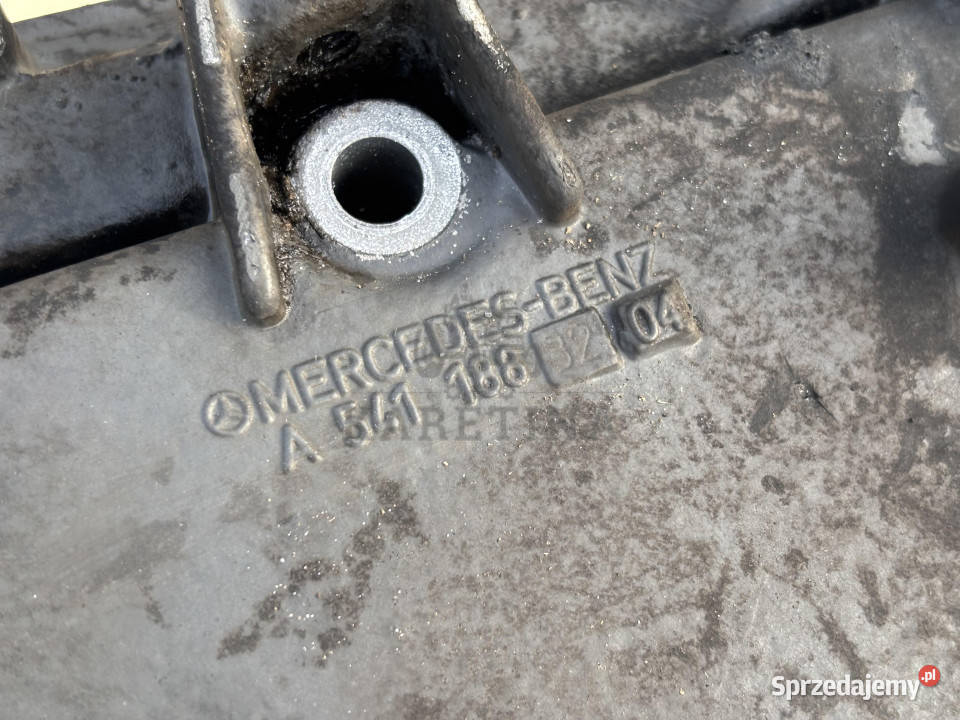 MERCEDES-BENZ
A 541 188 32 04
Sprzedajemy.pl